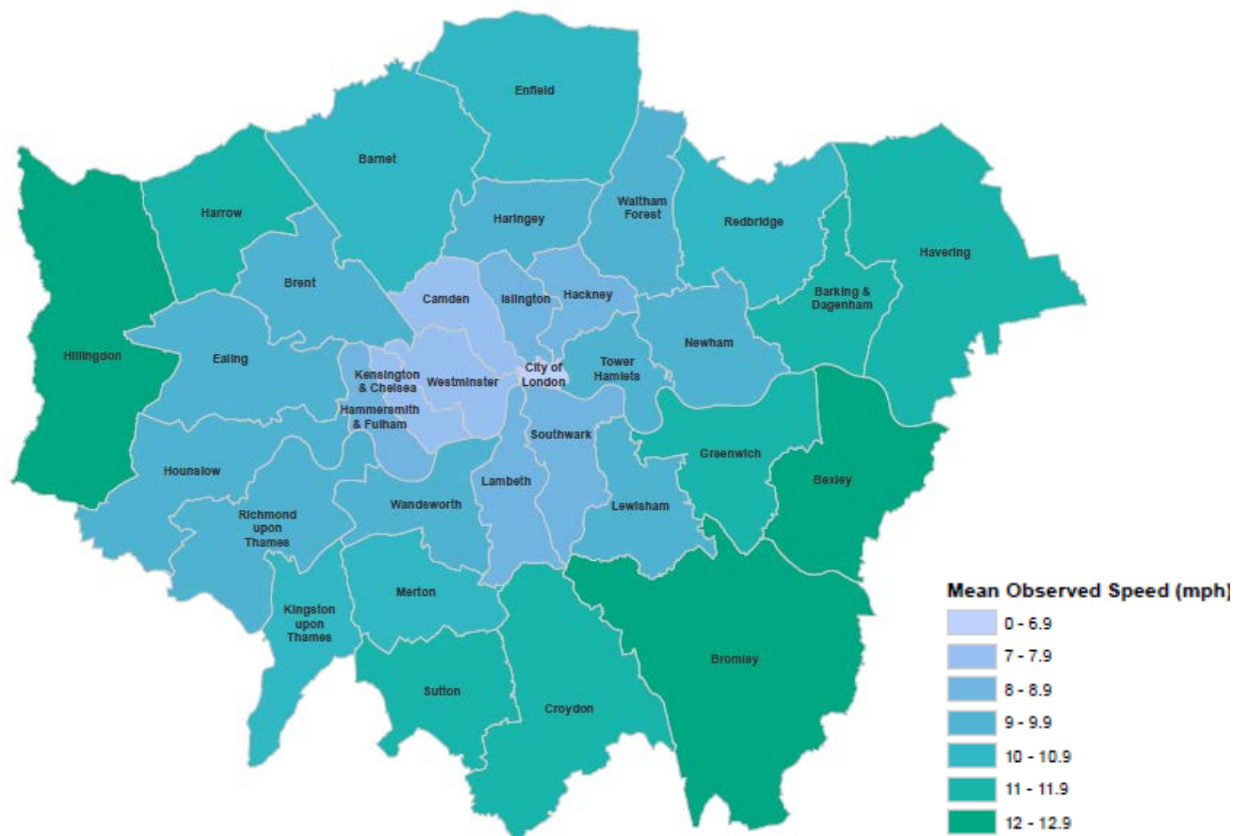 Enfield
Barnet
Harrow
Haringey
Waltham
Forest
Redbridge
Havering
Brent
Camden
Islington
Hackney
Barking &
Dagenham
Hillingdon
Ealing
Kensington
& Chelsea
Westminster
City of
London
Tower
Hamlets
Newham
Hammersmith
& Fulham
Southwark
Greenwich
Bexley
Hounslow
Lambeth
Wandsworth
Lewisham
Richmond
upon
Thames
Merton
Kingston
upon
Thames
Bromley
Sutton
Croydon
Mean Observed Speed (mph)
0 - 6.9
7 - 7.9
8 - 8.9
9 - 9.9
10 - 10.9
11 - 11.9
12 - 12.9